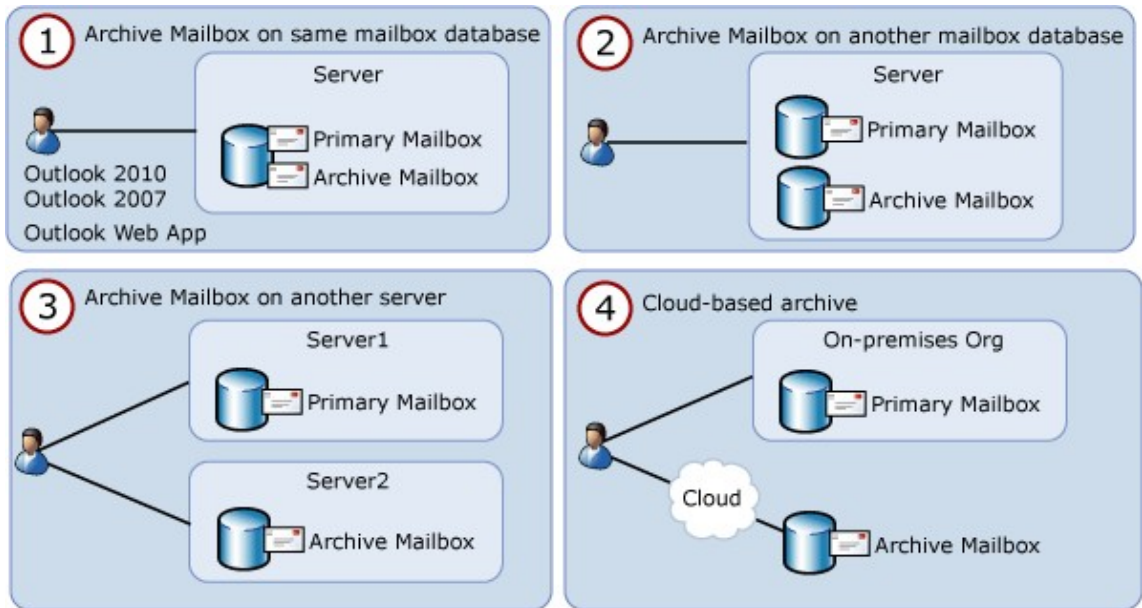 1
Archive Mailbox on same mailbox database
Server
Primary Mailbox
Archive Mailbox
Outlook 2010
Outlook 2007
Outlook Web App
2
Archive Mailbox on another mailbox database
Server
Primary Mailbox
Archive Mailbox
3
Archive Mailbox on another server
Server1
Primary Mailbox
Server2
Archive Mailbox
4
Cloud-based archive
On-premises Org
Primary Mailbox
Cloud
Archive Mailbox